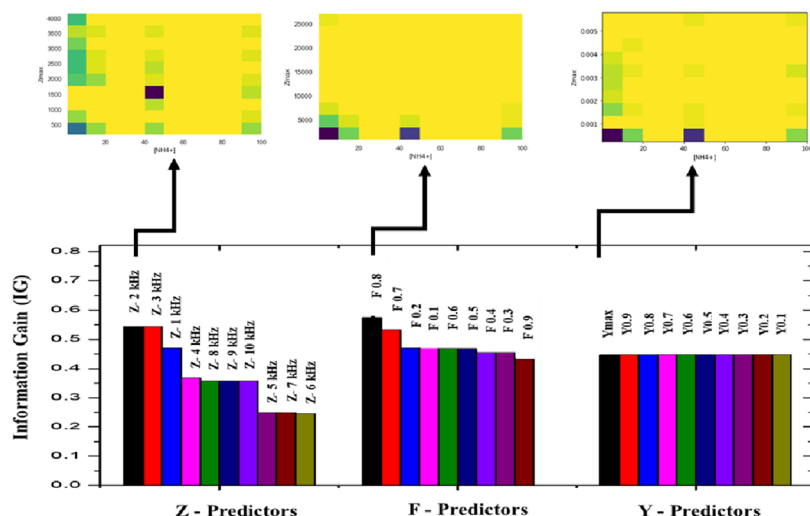 4000
3500
3000
2500
2000
1500
1000
500
Zmax
20 40 60 80 100
[NH4+]
25000
20000
15000
10000
5000
Zmax
20 40 60 80 100
[NH4+]
0.005
0.004
0.003
0.002
0.001
Zmax
20 40 60 80 100
[NH4+]
Information Gain (IG)
0.8
0.7
0.6
0.5
0.4
0.3
0.2
0.1
0.0
Z- 2 kHz
Z- 3 kHz
Z- 1 kHz
Z- 4 kHz
Z- 8 kHz
Z- 9 kHz
Z- 10 kHz
Z- 5 kHz
Z- 7 kHz
Z- 6 kHz
F 0.8
F 0.7
F 0.2
F 0.1
F 0.6
F 0.5
F 0.4
F 0.3
F 0.9
Ymax
Y0.9
Y0.8
Y0.7
Y0.6
Y0.5
Y0.4
Y0.3
Y0.2
Y0.1
Z - Predictors
F - Predictors
Y - Predictors